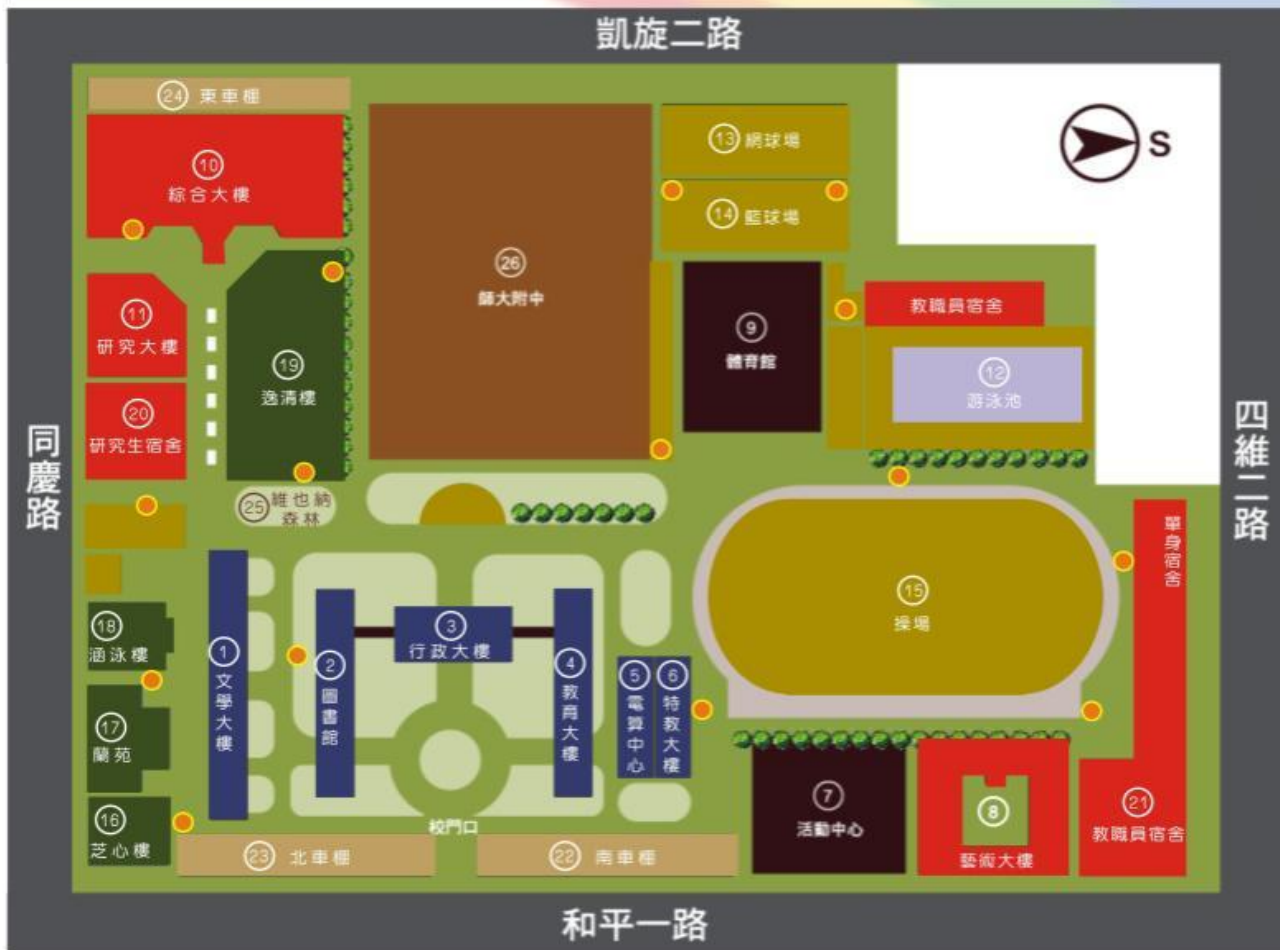 凱旋二路
24 東車棚
10
綜合大樓
26
師大附中
13 網球場
14 籃球場
S
11
研究大樓
19
逸清樓
9
體育館
教職員宿舍
12
游泳池
20
研究生宿舍
同慶路
四維二路
25 維也納
森林
單身宿舍
15
操場
18
涵泳樓
1 文學大樓
2 圖書館
3
行政大樓
4 教育大樓
5 電算中心
6 特教大樓
17
蘭苑
16
芝心樓
校門口
7
活動中心
8
藝術大樓
21
教職員宿舍
23 北車棚
22 南車棚
和平一路